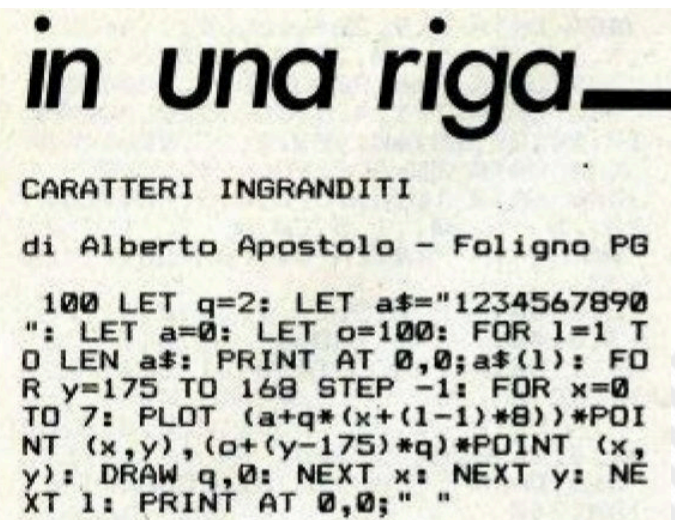 in una riga
CARATTERI INGRANDITI
di Alberto Apostolo - Foligno PG
100 LET q=2: LET a$="1234567890
": LET a=0: LET o=100: FOR l=1 T
O LEN a$: PRINT AT 0,0;a$(l): FO
R y=175 TO 168 STEP -1: FOR x=0
TO 7: PLOT (a+q*(x+(l-1)*8))*POI
NT (x,y),(o+(y-175)*q)*POINT (x,
y): DRAW q,0: NEXT x: NEXT y: NE
XT l: PRINT AT 0,0;" "